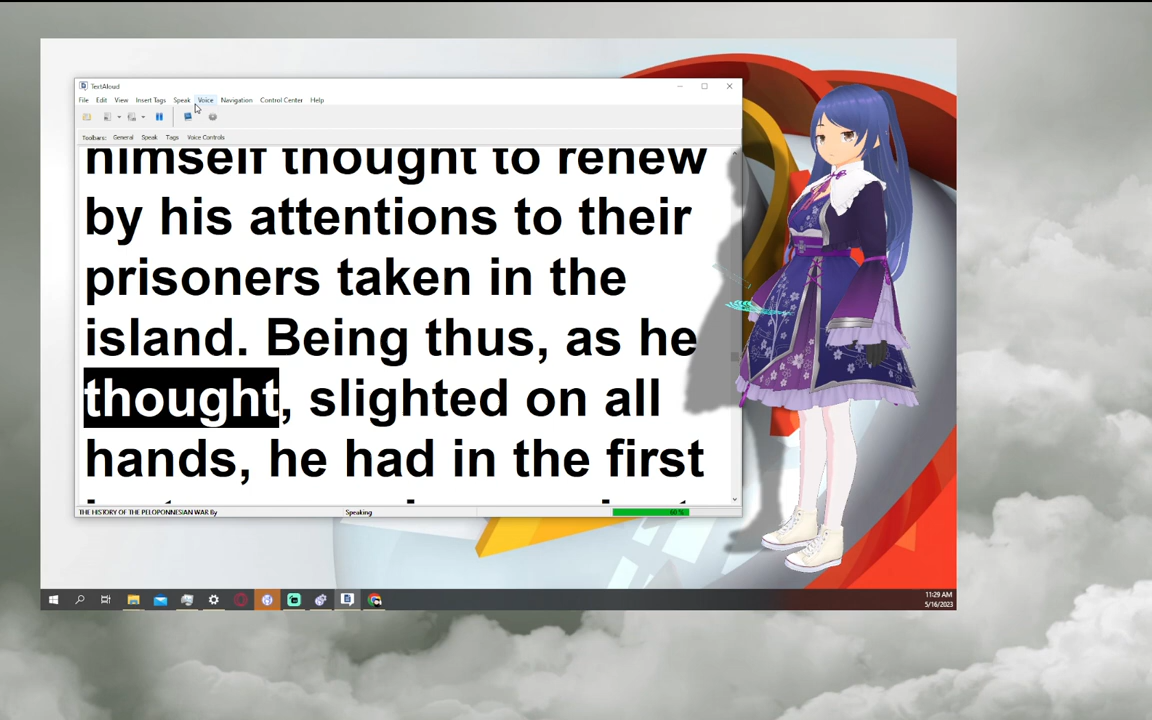 TextAloud
File Edit View Insert Tags Speak Voice Navigation Control Center Help
Toolbars: General Speak Tags Voice Controls
himself thought to renew
by his attentions to their
prisoners taken in the
island. Being thus, as he
thought, slighted on all
hands, he had in the first
THE HISTORY OF THE PELOPONNESIAN WAR By Speaking 60 %
11:29 AM
5/16/2023